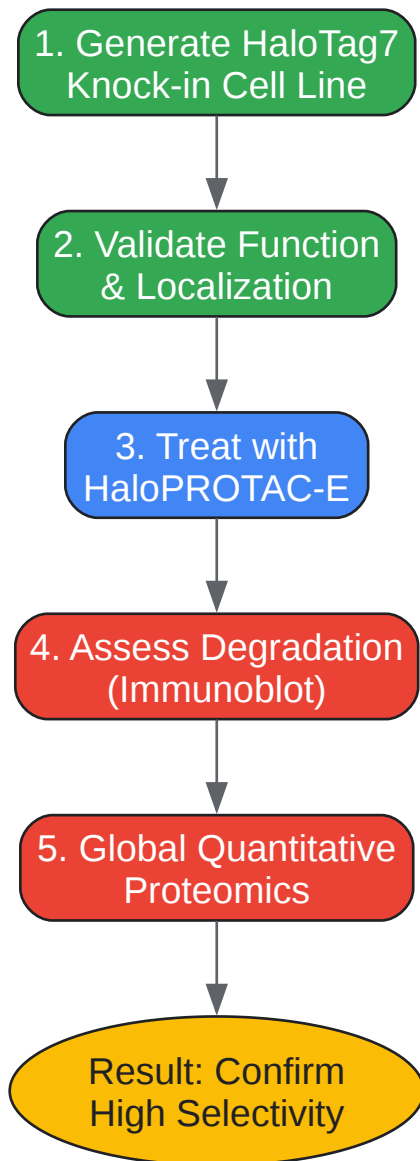 1. Generate HaloTag7
Knock-in Cell Line
2. Validate Function
& Localization
3. Treat with
HaloPROTAC-E
4. Assess Degradation
(Immunoblot)
5. Global Quantitative
Proteomics
Result: Confirm
High Selectivity